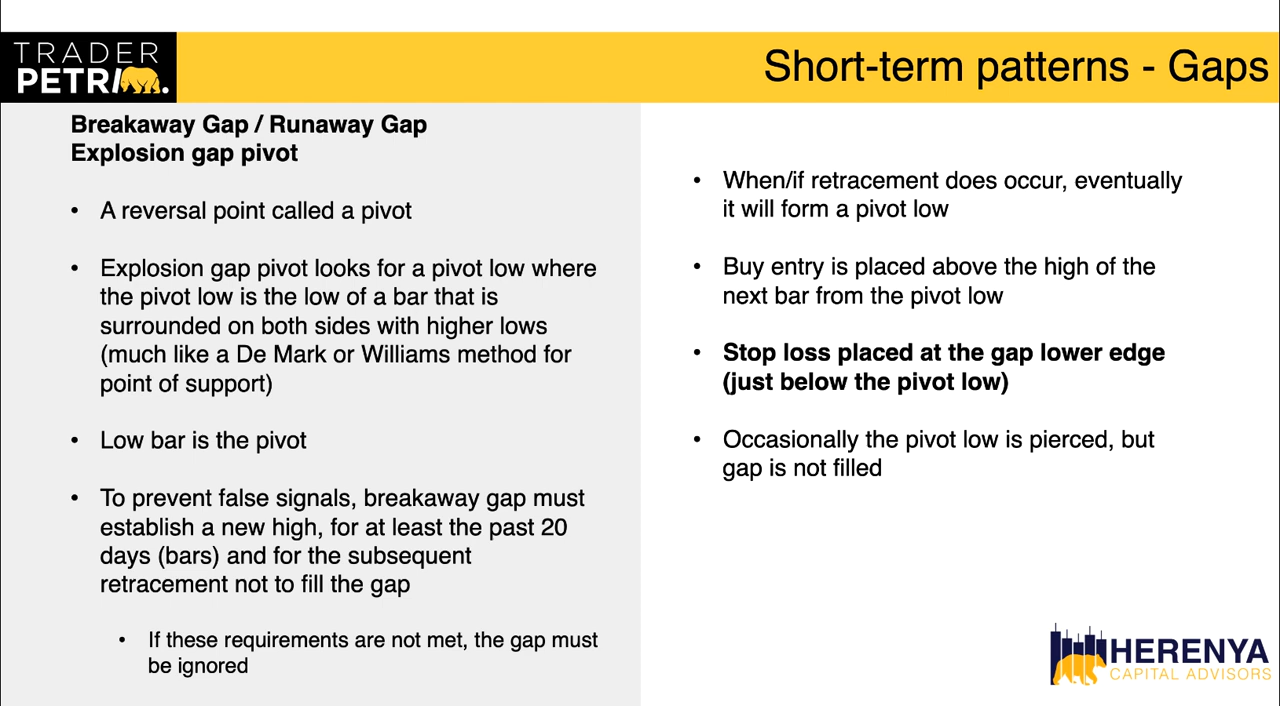 TRADER
PETRI.
Short-term patterns - Gaps
Breakaway Gap / Runaway Gap
Explosion gap pivot
• A reversal point called a pivot
• Explosion gap pivot looks for a pivot low where
the pivot low is the low of a bar that is
surrounded on both sides with higher lows
(much like a De Mark or Williams method for
point of support)
• Low bar is the pivot
• To prevent false signals, breakaway gap must
establish a new high, for at least the past 20
days (bars) and for the subsequent
retracement not to fill the gap
• If these requirements are not met, the gap must
be ignored
• When/if retracement does occur, eventually
it will form a pivot low
• Buy entry is placed above the high of the
next bar from the pivot low
• Stop loss placed at the gap lower edge
(just below the pivot low)
• Occasionally the pivot low is pierced, but
gap is not filled
HERENYA
CAPITAL ADVISORS